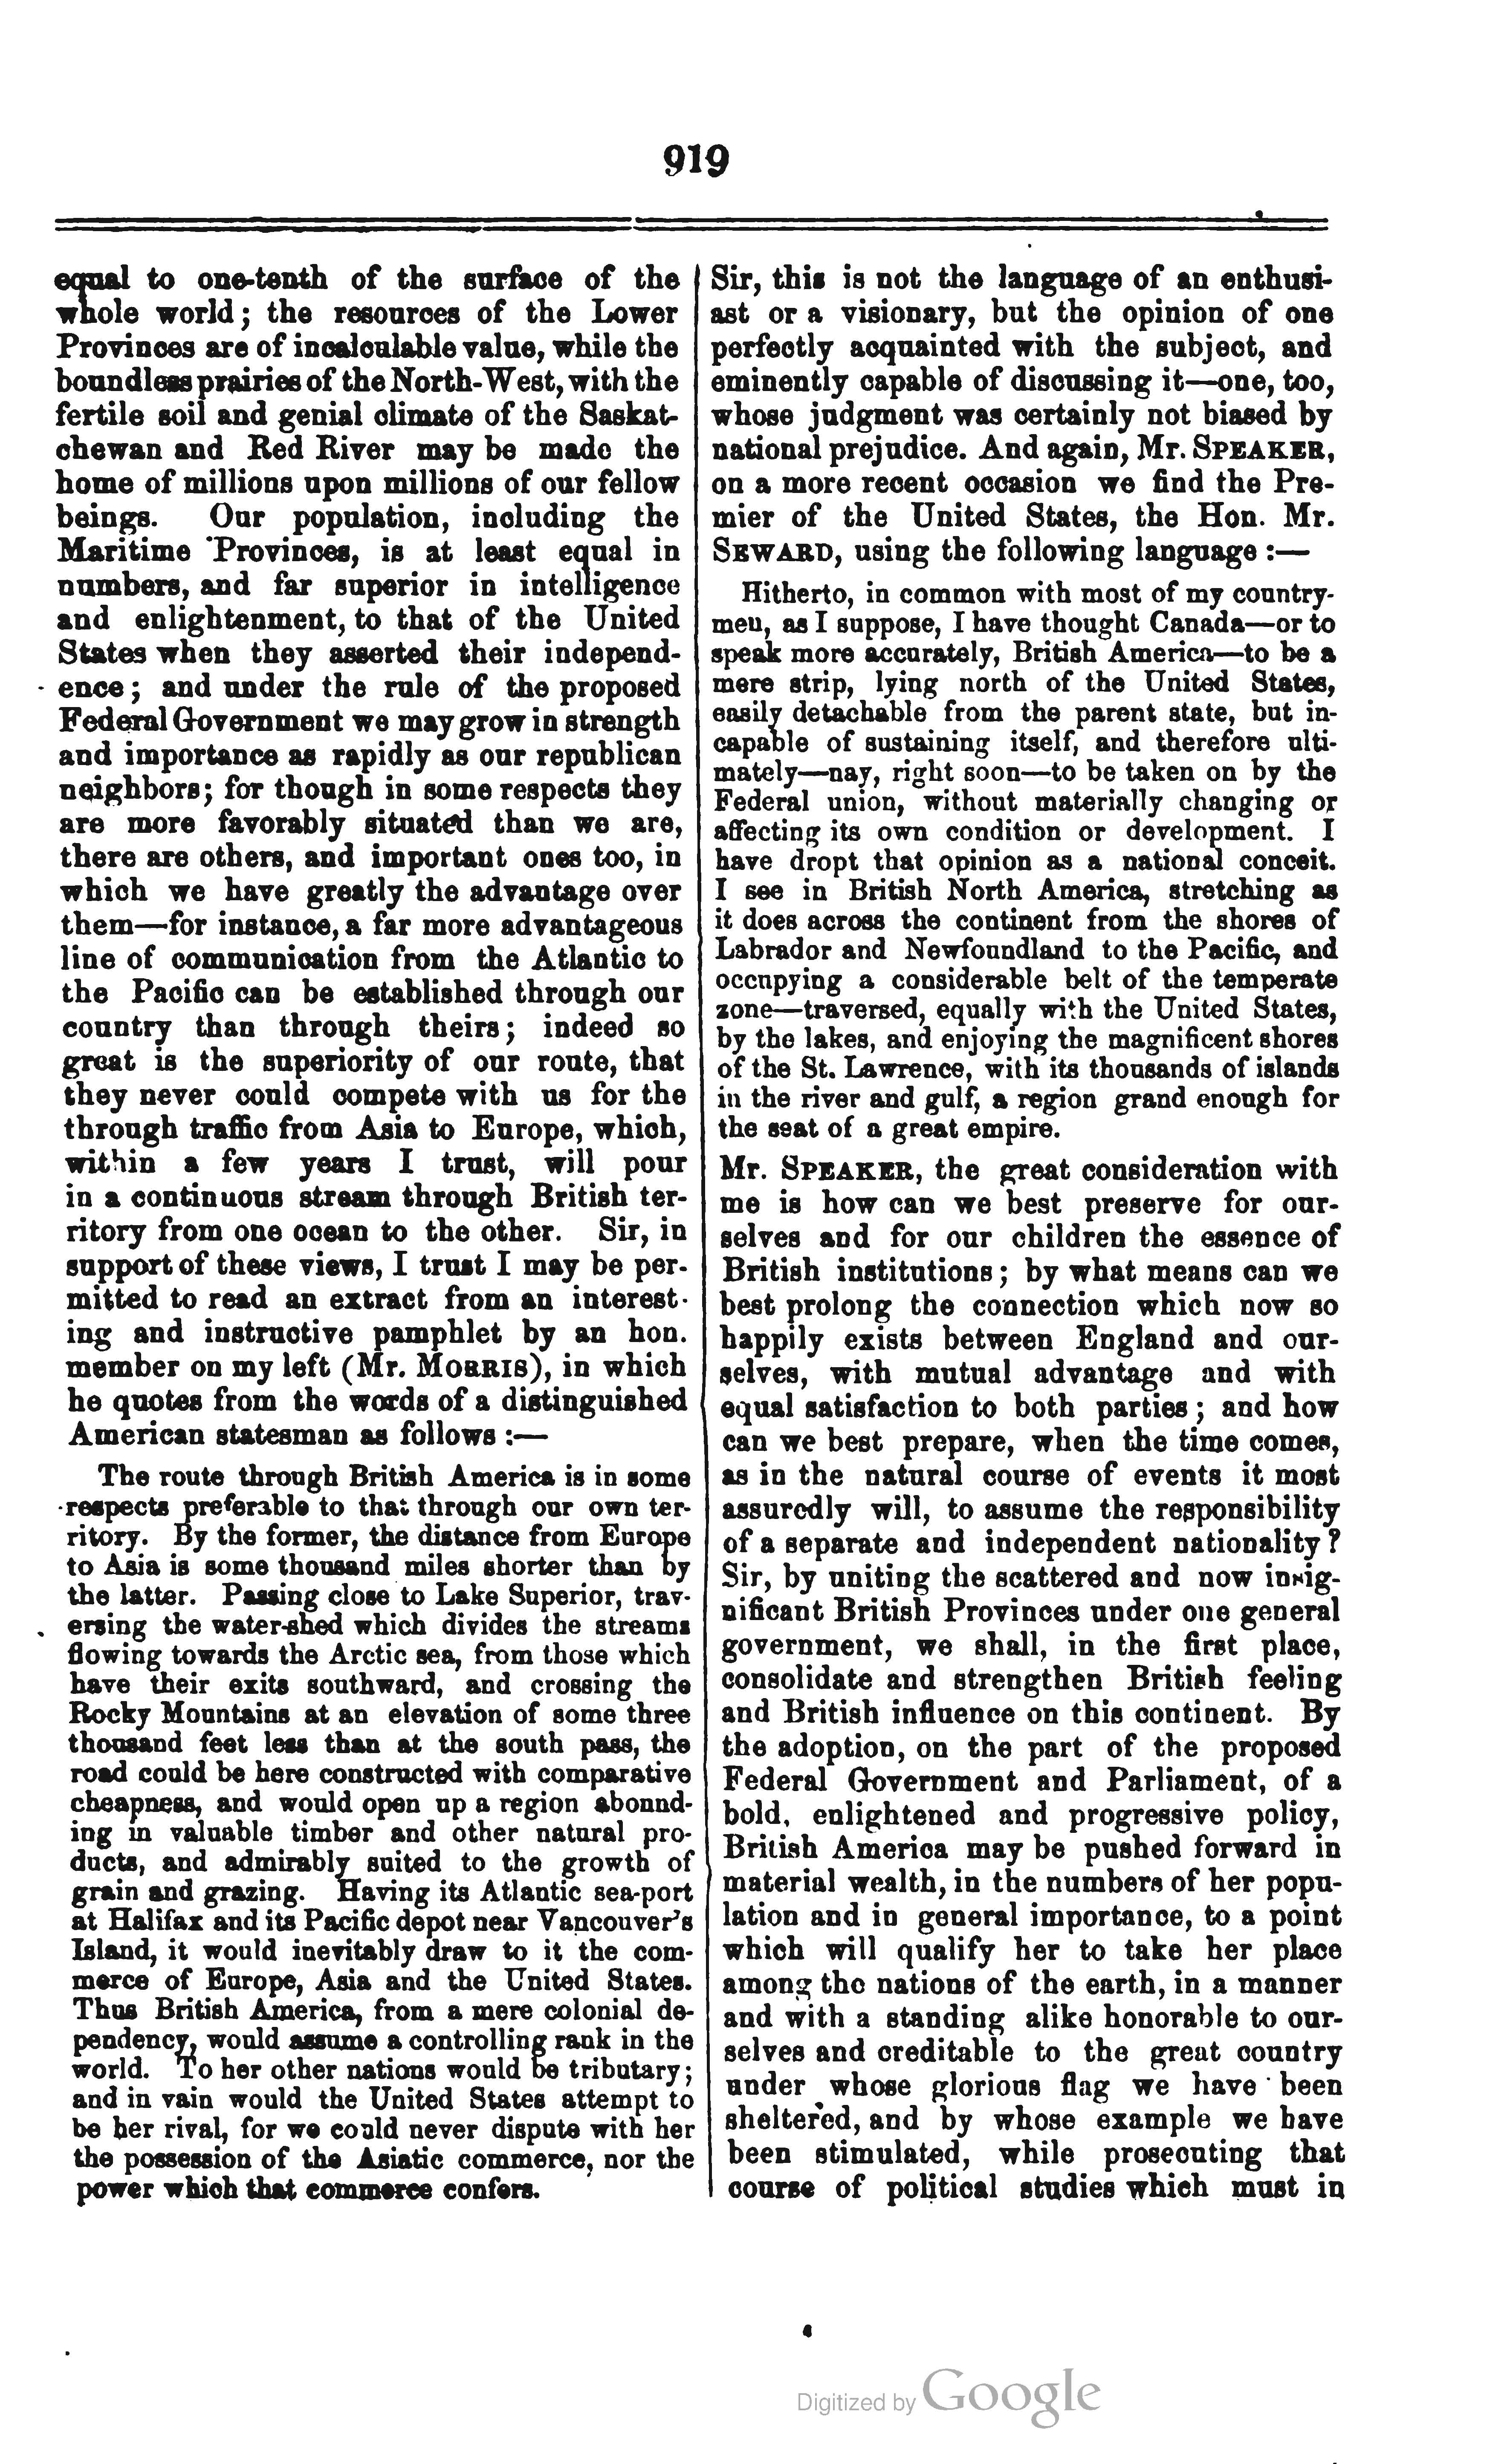 919
equal to one-tenth of the surface of the
whole world; the resources of the Lower
Provinces are of incalculable value, while the
boundless prairies of the North-West, with the
fertile soil and genial climate of the Saskat-
chewan and Red River may be made the
home of millions upon millions of our fellow
beings. Our population, including the
Maritime Provinces, is at least equal in
numbers, and far superior in intelligence
and enlightenment, to that of the United
States when they asserted their independ-
ence; and under the rule of the proposed
Federal Government we may grow in strength
and importance as rapidly as our republican
neighbors; for though in some respects they
are more favorably situated than we are,
there are others, and important ones too, in
which we have greatly the advantage over
them—for instance, a far more advantageous
line of communication from the Atlantic to
the Pacific can be established through our
country than through theirs; indeed so
great is the superiority of our route, that
they never could compete with us for the
through traffic from Asia to Europe, which,
within a few years I trust, will pour
in a continuous stream through British ter-
ritory from one ocean to the other. Sir, in
support of these views, I trust I may be per-
mitted to read an extract from an interest-
ing and instructive pamphlet by an hon.
member on my left (Mr. MORRIS), in which
he quotes from the words of a distinguished
American statesman as follows :—
The route through British America is in some
respects preferable to that through our own ter-
ritory. By the former, the distance from Europe
to Asia is some thousand miles shorter than by
the latter. Passing close to Lake Superior, trav-
ersing the water-shed which divides the streams
flowing towards the Arctic sea, from those which
have their exits southward, and crossing the
Rocky Mountains at an elevation of some three
thousand feet less than at the south pass, the
road could be here constructed with comparative
cheapness, and would open up a region abound-
ing in valuable timber and other natural pro-
ducts, and admirably suited to the growth of
grain and grazing. Having its Atlantic sea-port
at Halifax and its Pacific depot near Vancouver's
Island, it would inevitably draw to it the com-
merce of Europe, Asia and the United States.
Thus British America, from a mere colonial de-
pendency, would assume a controlling rank in the
world. To her other nations would be tributary;
and in vain would the United States attempt to
be her rival, for we could never dispute with her
the possession of the Asiatic commerce, nor the
power which that commerce confers.
Sir, this is not the language of an enthusi-
ast or a visionary, but the opinion of one
perfectly acquainted with the subject, and
eminently capable of discussing it—one, too,
whose judgment was certainly not biased by
national prejudice. And again, Mr. SPEAKER,
on a more recent occasion we find the Pre-
mier of the United States, the Hon. Mr.
SEWARD, using the following language :—
Hitherto, in common with most of my country-
men, as I suppose, I have thought Canada—or to
speak more accurately, British America—to be a
mere strip, lying north of the United States,
easily detachable from the parent state, but in-
capable of sustaining itself, and therefore ulti-
mately—nay, right soon—to be taken on by the
Federal union, without materially changing or
affecting its own condition or development. I
have dropt that opinion as a national conceit.
I see in British North America, stretching as
it does across the continent from the shores of
Labrador and Newfoundland to the Pacific, and
occupying a considerable belt of the temperate
zone—traversed, equally with the United States,
by the lakes, and enjoying the magnificent shores
of the St. Lawrence, with its thousands of islands
in the river and gulf, a region grand enough for
the seat of a great empire.
Mr. SPEAKER, the great consideration with
me is how can we best preserve for our-
selves and for our children the essence of
British institutions; by what means can we
best prolong the connection which now so
happily exists between England and our-
selves, with mutual advantage and with
equal satisfaction to both parties; and how
can we best prepare, when the time comes,
as in the natural course of events it most
assuredly will, to assume the responsibility
of a separate and independent nationality?
Sir, by uniting the scattered and now insig-
nificant British Provinces under one general
government, we shall, in the first place,
consolidate and strengthen British feeling
and British influence on this continent. By
the adoption, on the part of the proposed
Federal Government and Parliament, of a
bold, enlightened and progressive policy,
British America may be pushed forward in
material wealth, in the numbers of her popu-
lation and in general importance, to a point
which will qualify her to take her place
among the nations of the earth, in a manner
and with a standing alike honorable to our-
selves and creditable to the great country
under whose glorious flag we have been
sheltered, and by whose example we have
been stimulated, while prosecuting that
course of political studies which must in
Digitized by Google